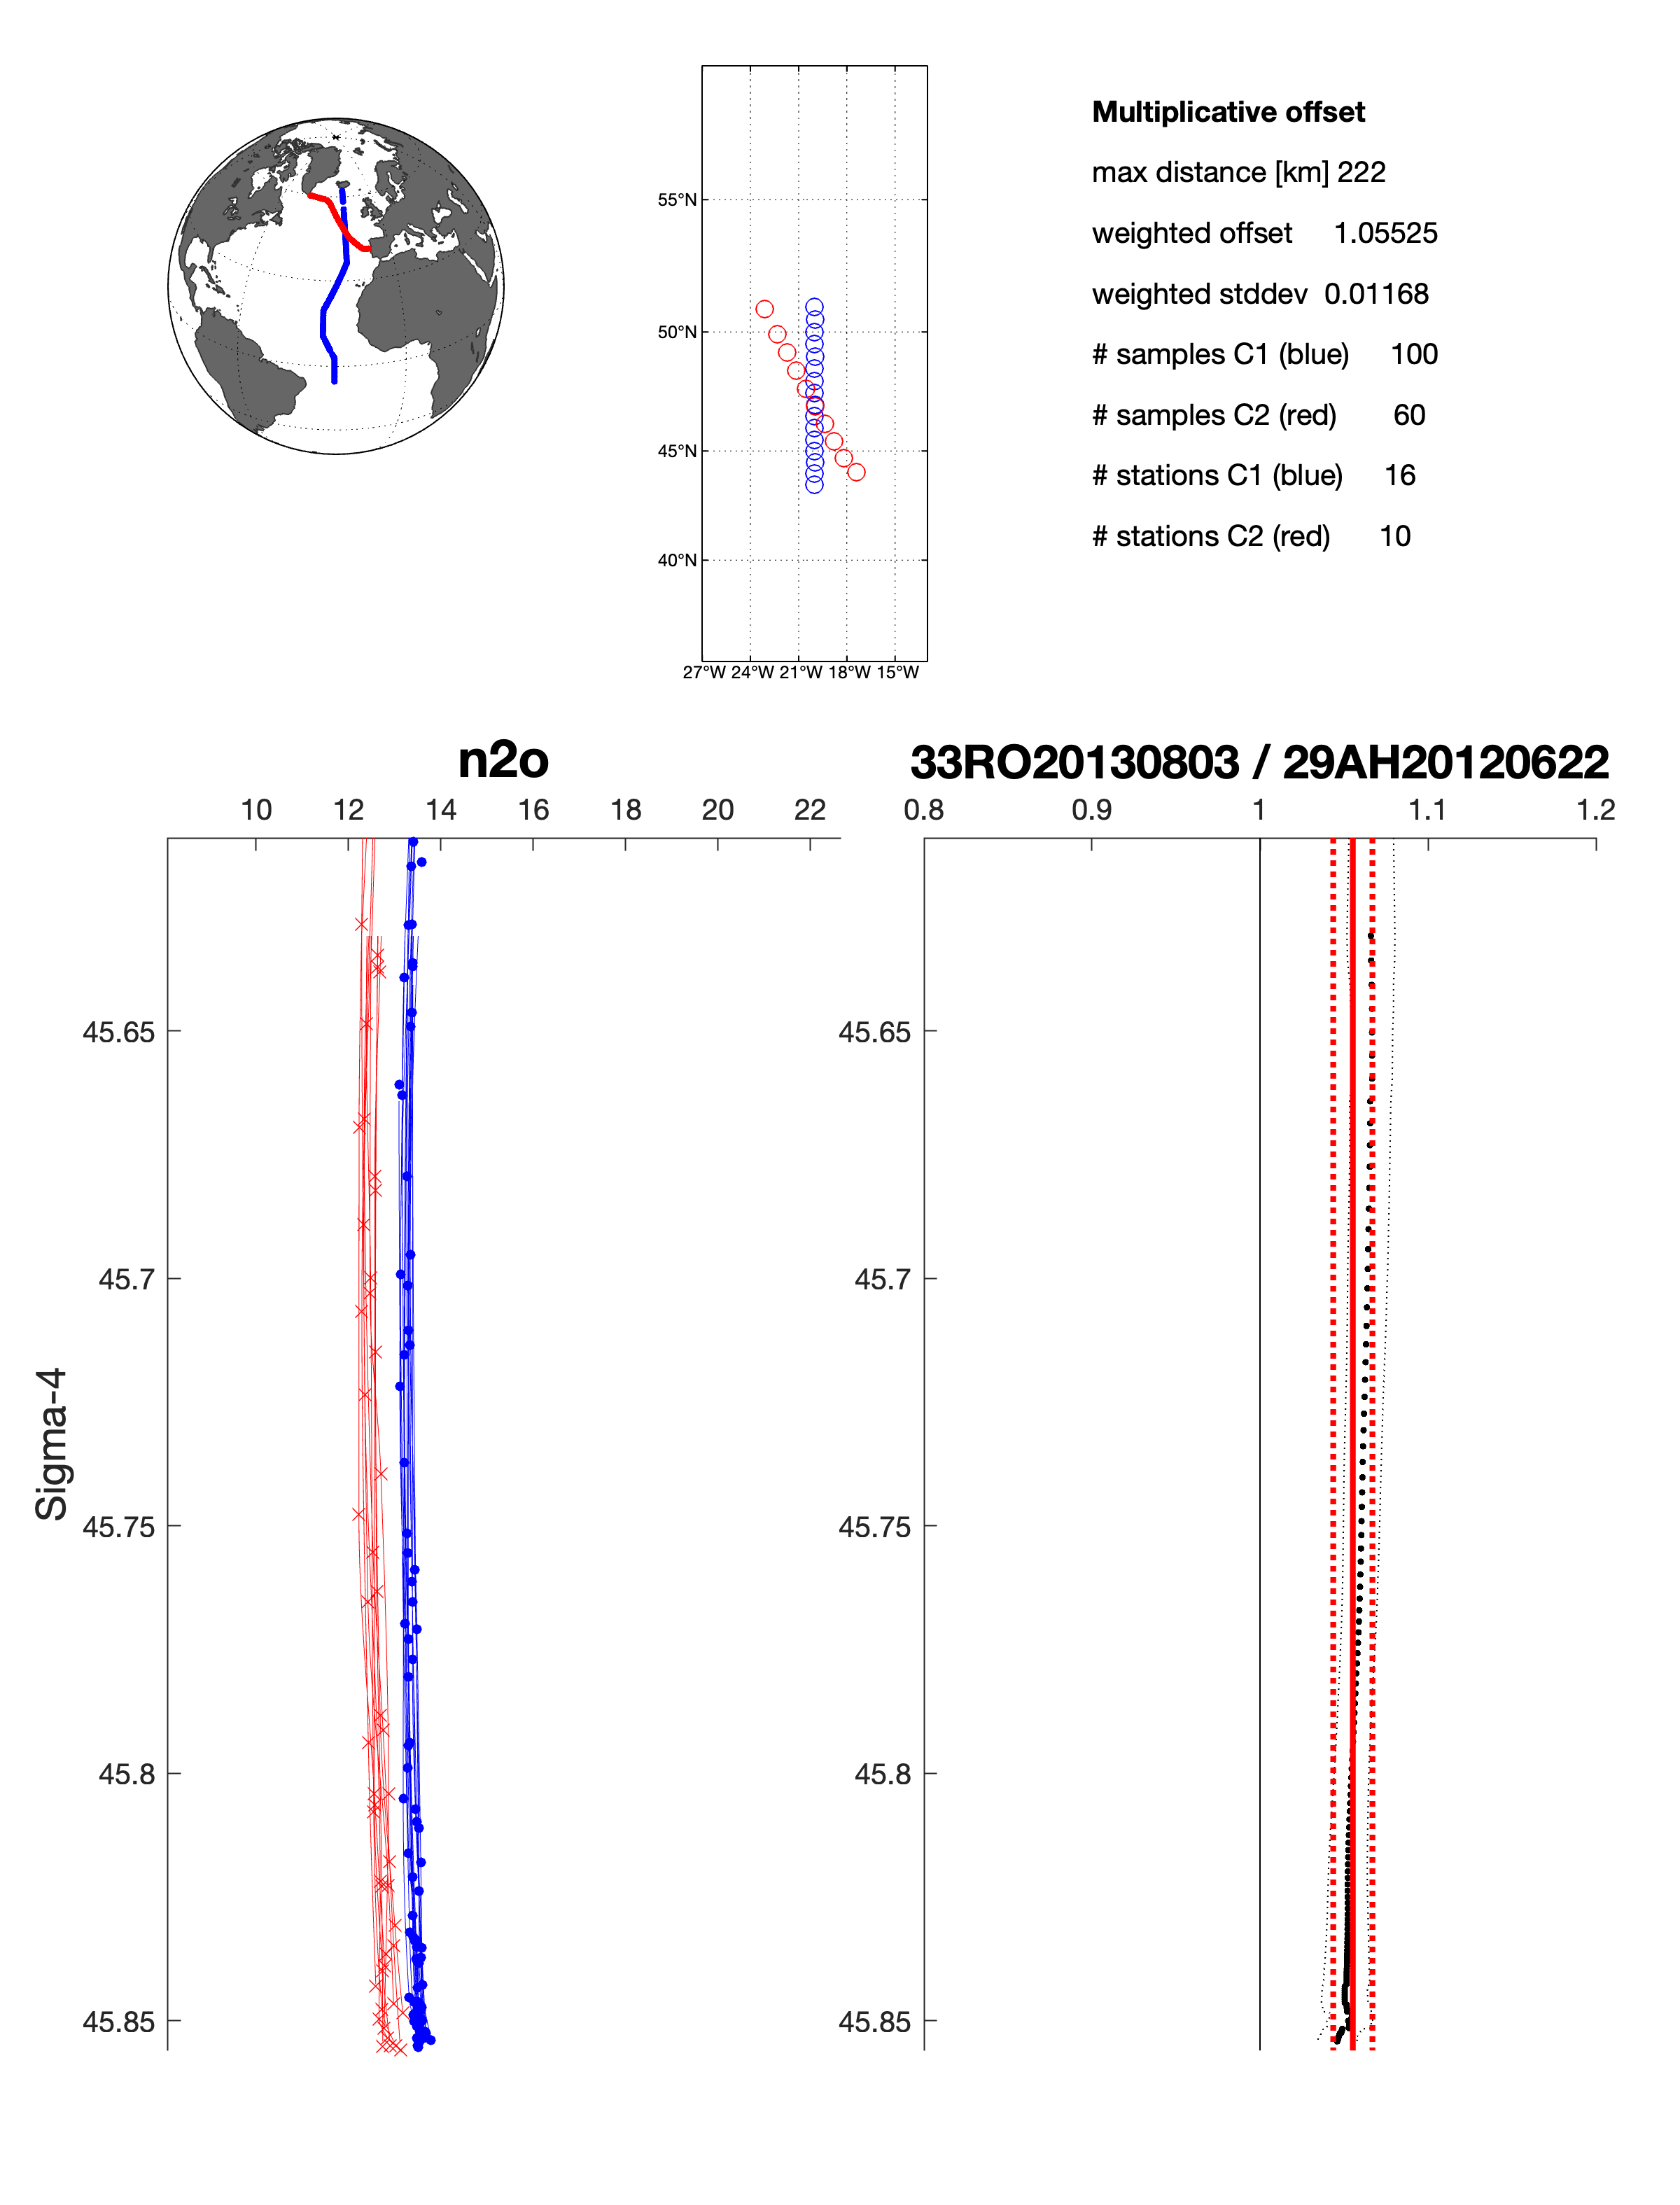 Multiplicative offset
max distance [km] 222
weighted offset 1.05525
weighted stddev 0.01168
# samples C1 (blue) 100
# samples C2 (red) 60
# stations C1 (blue) 16
# stations C2 (red) 10
55°N
50°N
45°N
40°N
27°W 24°W 21°W 18°W 15°W
n2o
10 12 14 16 18 20 22
45.65
45.7
45.75
45.8
45.85
Sigma-4
33RO20130803 / 29AH20120622
0.8 0.9 1 1.1 1.2
45.65
45.7
45.75
45.8
45.85